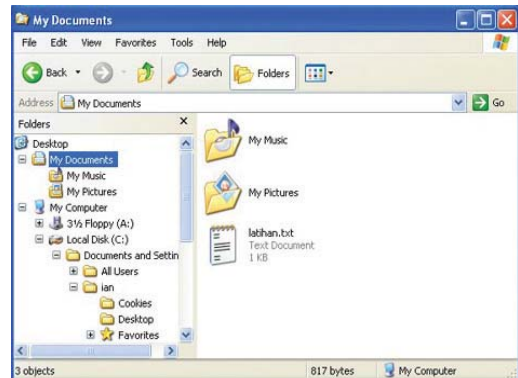 My Documents
File Edit View Favorites Tools Help
Back Search Folders
Address My Documents Go
Folders
Desktop
My Documents
My Music
My Pictures
My Computer
3½ Floppy (A:)
Local Disk (C:)
Documents and Settin
All Users
ian
Cookies
Desktop
Favorites
My Music
My Pictures
latihan.txt
Text Document
1 KB
3 objects 817 bytes My Computer